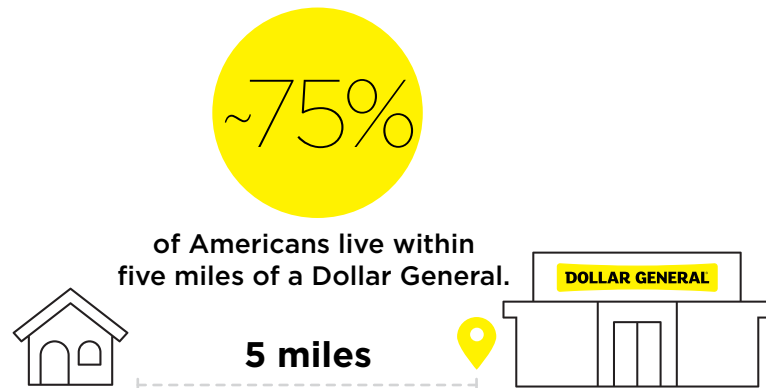 ~75%
of Americans live within
five miles of a Dollar General.
DOLLAR GENERAL
5 miles